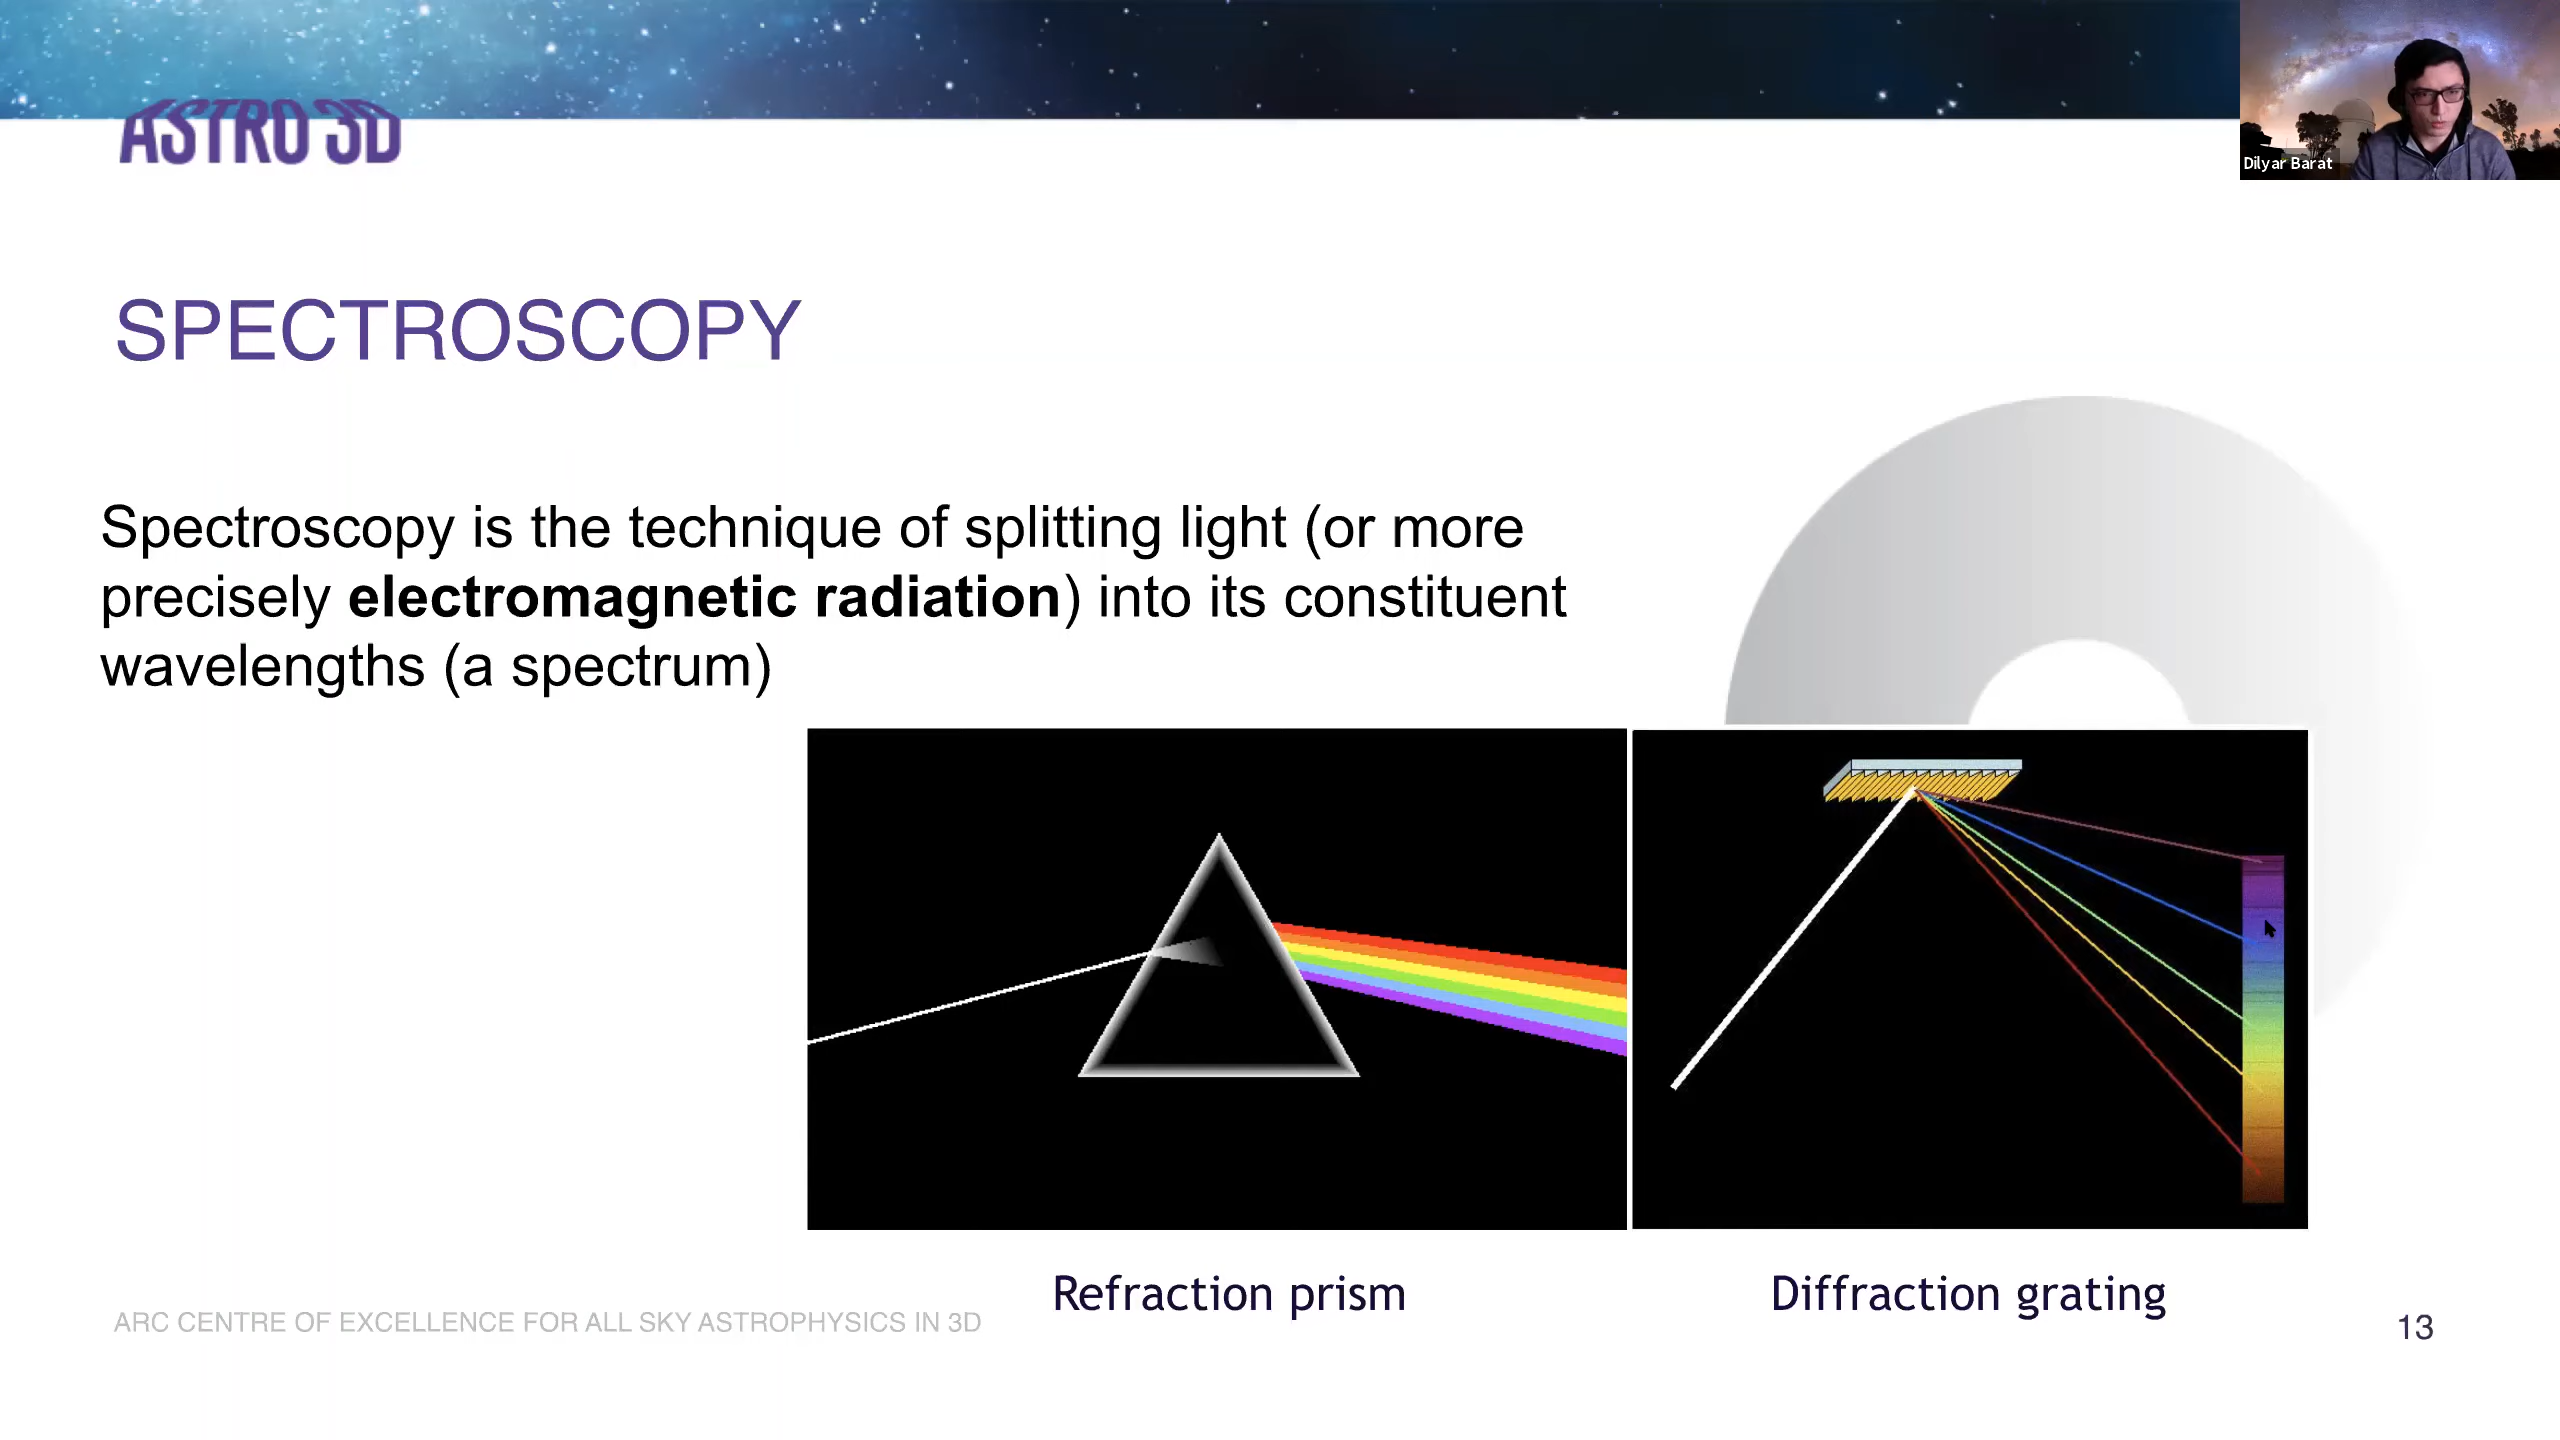 ASTRO 3D
Dilyar Barat
SPECTROSCOPY
Spectroscopy is the technique of splitting light (or more
precisely electromagnetic radiation) into its constituent
wavelengths (a spectrum)
Refraction prism
Diffraction grating
ARC CENTRE OF EXCELLENCE FOR ALL SKY ASTROPHYSICS IN 3D
13